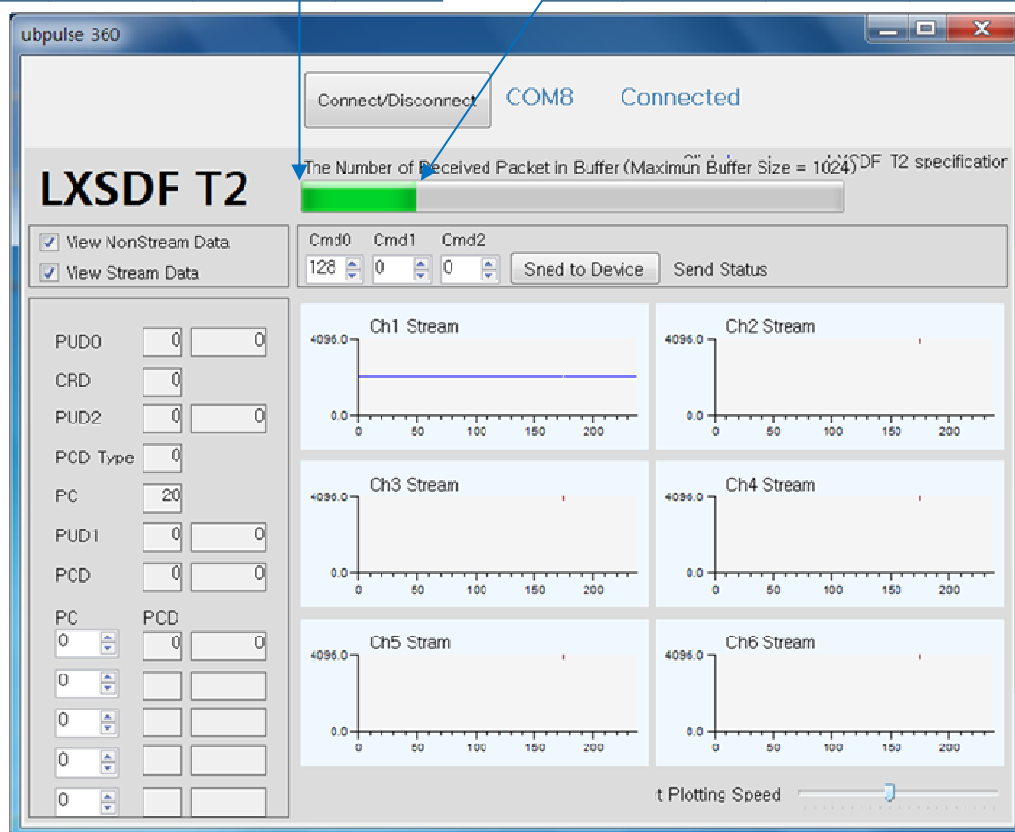 ubpulse 360
Connect/Disconnect COM8 Connected
The Number of Received Packet in Buffer (Maximun Buffer Size = 1024)
T2 specification
LXSDF T2
View NonStream Data
View Stream Data
Cmd0 Cmd1 Cmd2
128 0 0 Sned to Device Send Status
PUD0 0 0
CRD 0
PUD2 0 0
PCD Type 0
PC 20
PUD1 0 0
PCD 0 0
PC PCD
0 0 0
0
0
0
0
Ch1 Stream
4096.0
0.0
0 50 100 150 200
Ch2 Stream
4096.0
0.0
0 50 100 150 200
Ch3 Stream
4096.0
0.0
0 50 100 150 200
Ch4 Stream
4096.0
0.0
0 50 100 150 200
Ch5 Stram
4096.0
0.0
0 50 100 150 200
Ch6 Stream
4096.0
0.0
0 50 100 150 200
t Plotting Speed